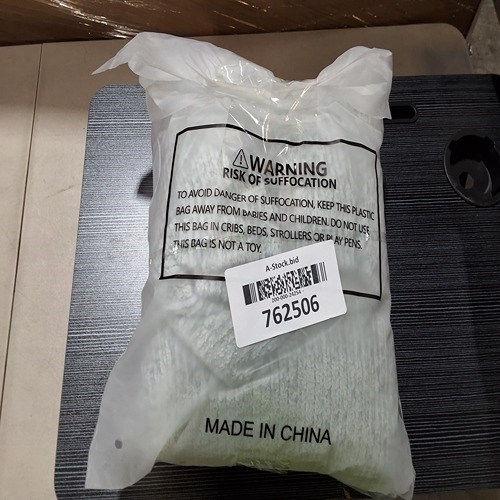 WARNING
RISK OF SUFFOCATION
TO AVOID DANGER OF SUFFOCATION, KEEP THIS PLASTIC
BAG AWAY FROM BABIES AND CHILDREN. DO NOT USE
THIS BAG IN CRIBS, BEDS, STROLLERS OR PLAY PENS.
THIS BAG IS NOT A TOY.
A-Stock.bid
762506
MADE IN CHINA